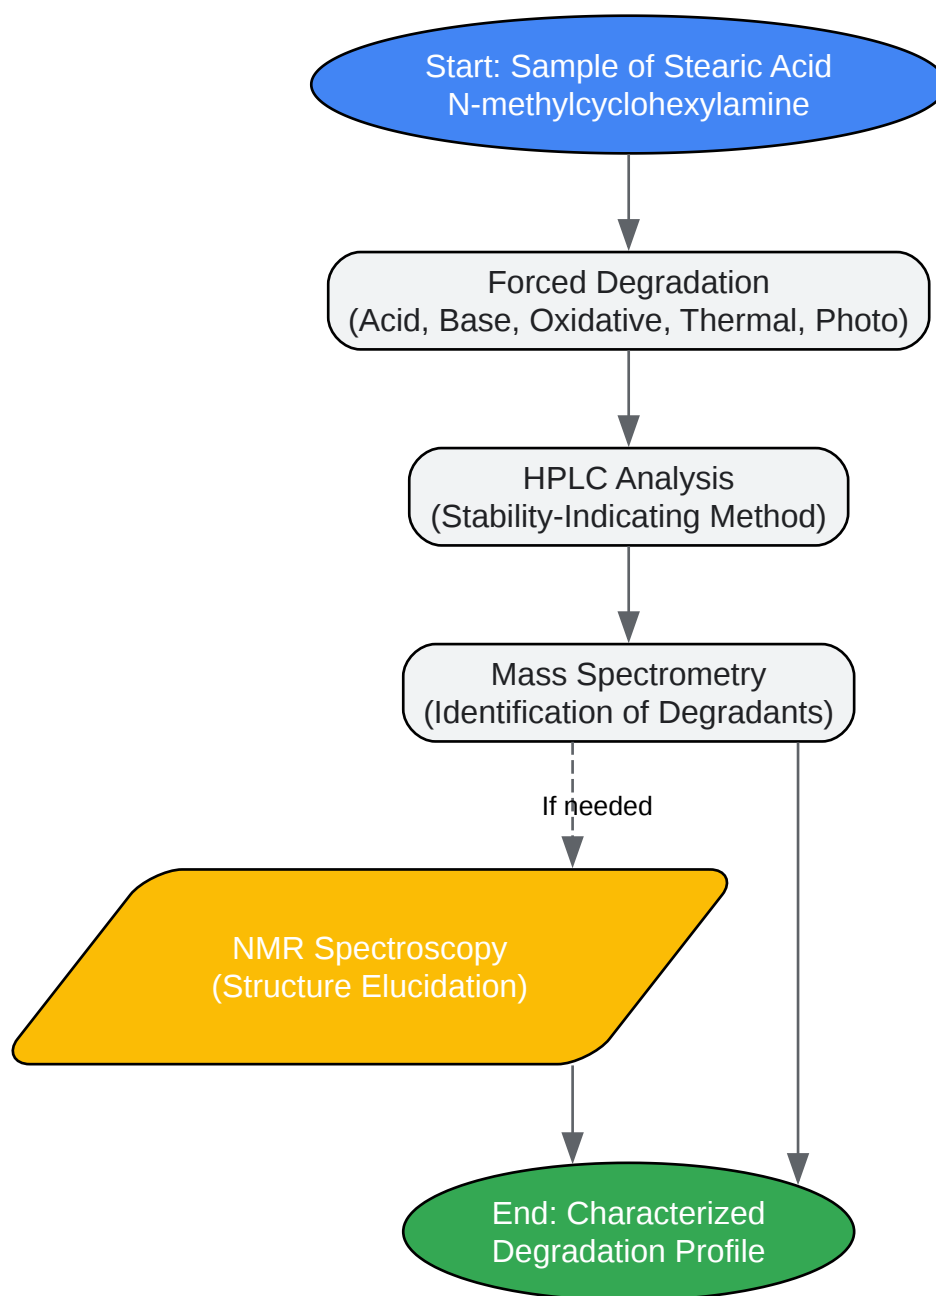 Start: Sample of Stearic Acid
N-methylcyclohexylamine
Forced Degradation
(Acid, Base, Oxidative, Thermal, Photo)
HPLC Analysis
(Stability-Indicating Method)
Mass Spectrometry
(Identification of Degradants)
If needed
NMR Spectroscopy
(Structure Elucidation)
End: Characterized
Degradation Profile